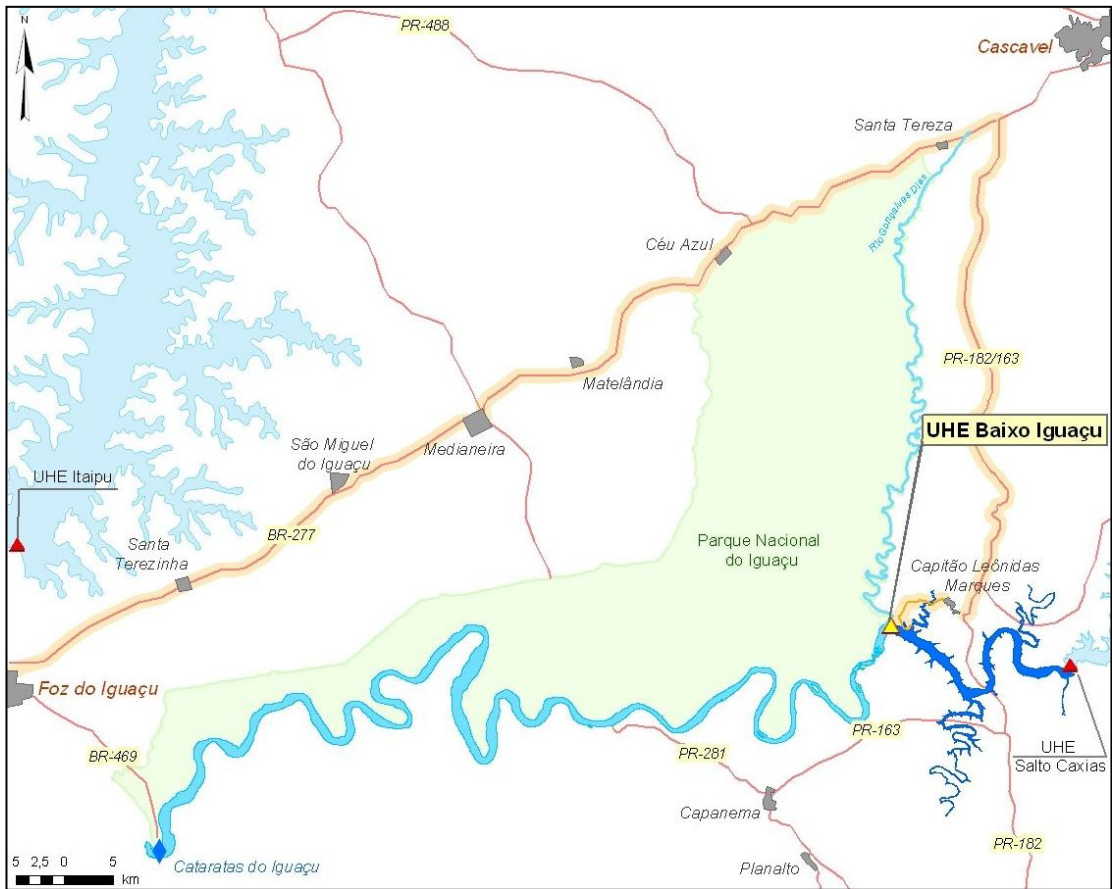 N
PR-488
Cascavel
Santa Tereza
Rio Gonçalves Dias
Céu Azul
PR-182/163
Matelândia
UHE Baixo Iguaçu
São Miguel
do Iguaçu
Medianeira
UHE Itaipu
BR-277
Santa
Terezinha
Parque Nacional
do Iguaçu
Capitão Leônidas
Marques
Foz do Iguaçu
PR-163
BR-469
PR-281
UHE
Salto Caxias
Capanema
Cataratas do Iguaçu
Planalto
PR-182
5 2,5 0 5
km